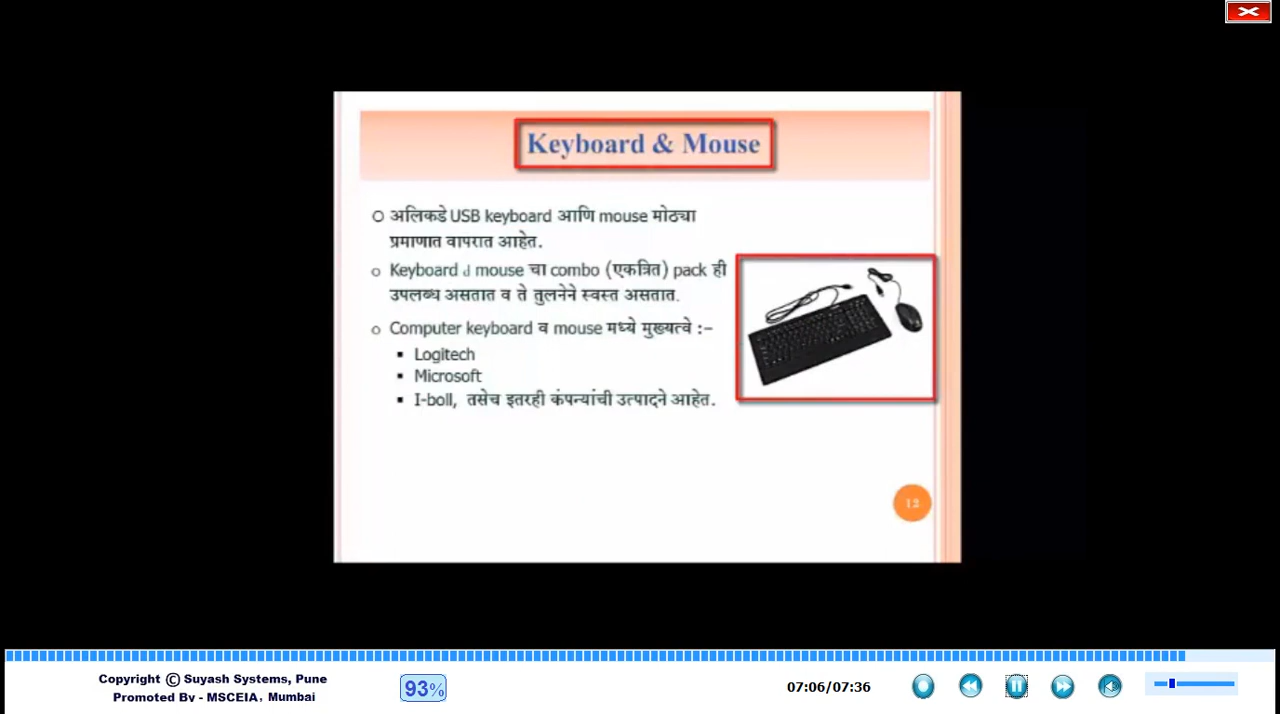 Keyboard & Mouse
अलिकडे USB keyboard आणि mouse मोठ्या
प्रमाणात वापरात आहेत.
Keyboard d mouse चा combo (एकत्रित) pack ही
उपलब्ध असतात व ते तुलनेने स्वस्त असतात.
Computer keyboard व mouse मध्ये मुख्यत्वे :-
Logitech
Microsoft
I-boll, तसेच इतरही कंपन्यांची उत्पादने आहेत.
12
Copyright © Suyash Systems, Pune
Promoted By - MSCEIA, Mumbai
93%
07:06/07:36